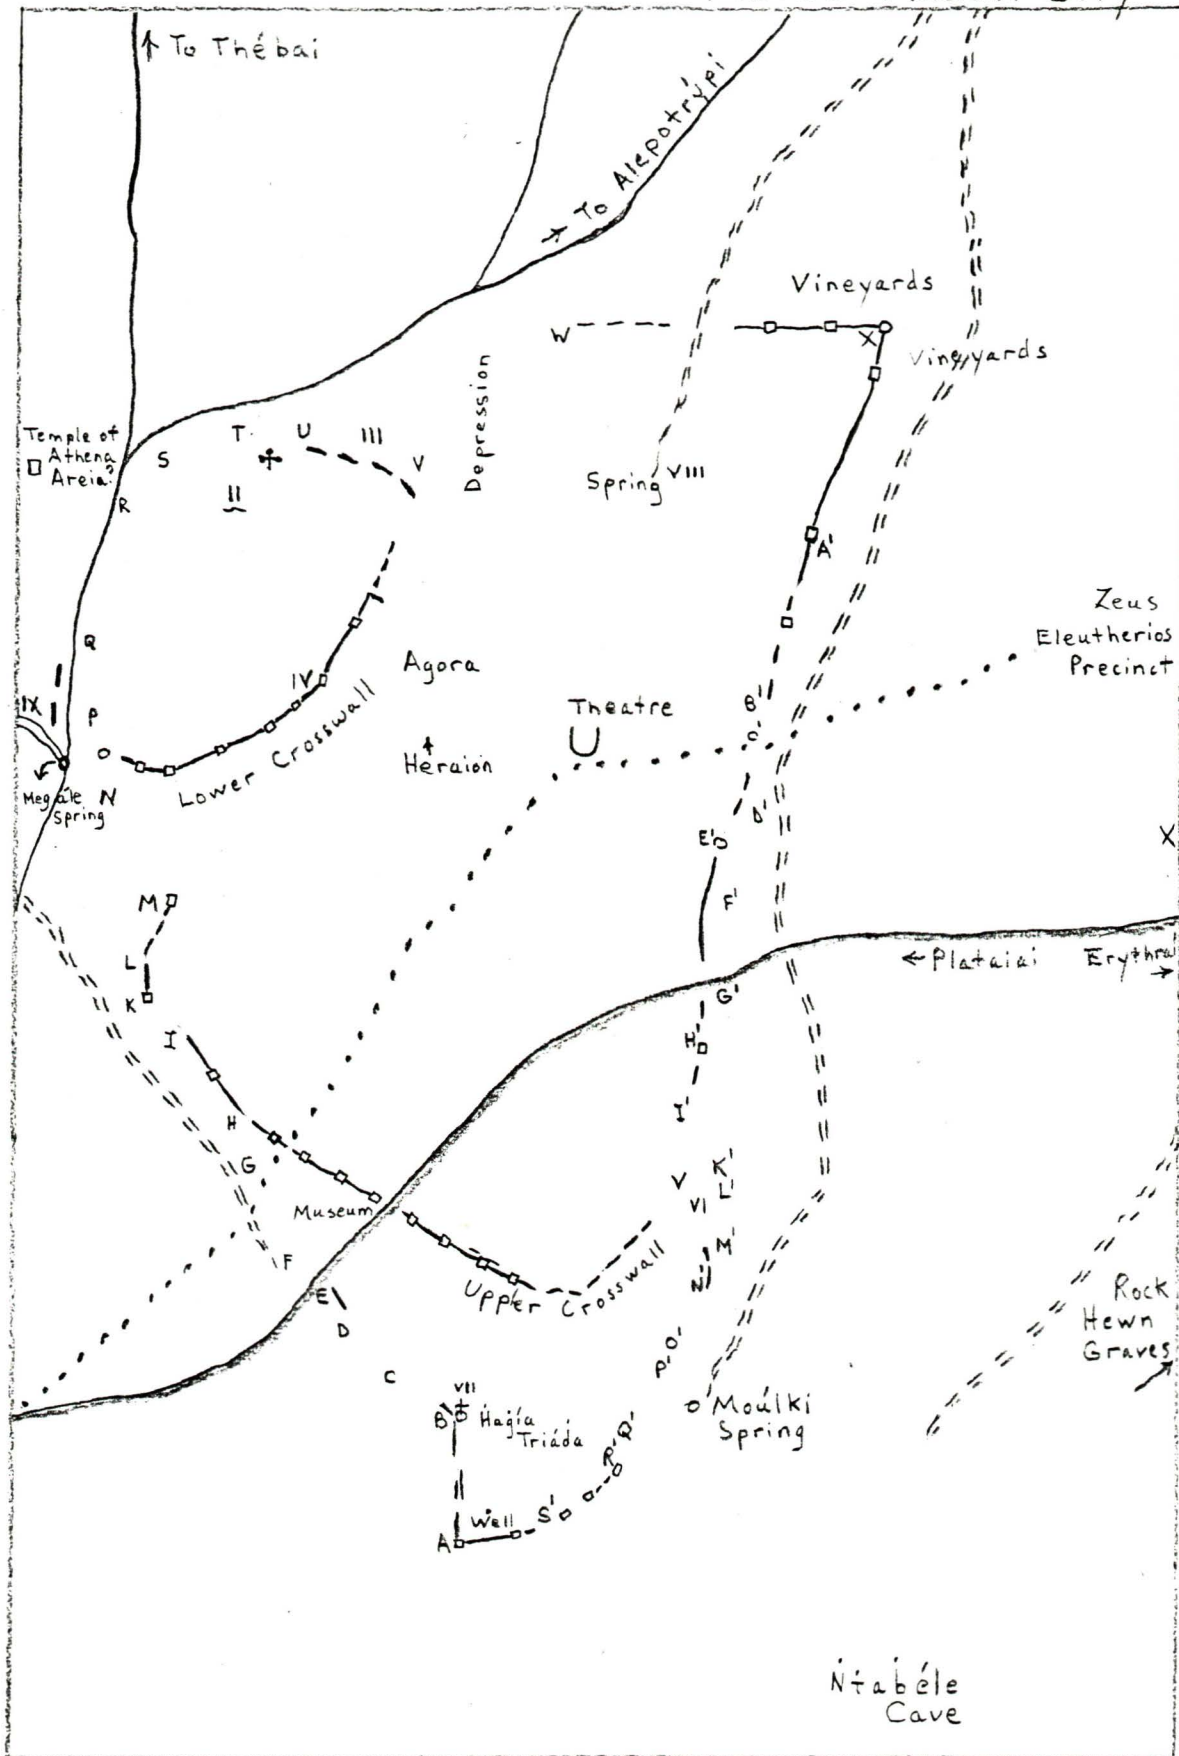 ↑ To Thébai
→ To Alepotrýpi
Vineyards
W
X
Vineyards
Depression
Temple of
Athena
Areia?
S
T
U
III
V
II
R
Spring
VIII
A'
Zeus
Eleutherios
Precinct
Q
Agora
IV
IX
P
B'
Theatre
C'
Lower Crosswall
Heraion
Megále
Spring
N
D'
E'
X
M
F'
L
← Plataiai
Erythrai
→
K
G'
I
H'
H
I'
G
K'
V
L'
VI
Museum
M'
F
N'
Upper Crosswall
E
Rock
Hewn
Graves
D
O'
P'
C
VII
B
Hagía
Triáda
Moúlki
Spring
Q'
R'
Well
S'
A
Ntabéle
Cave